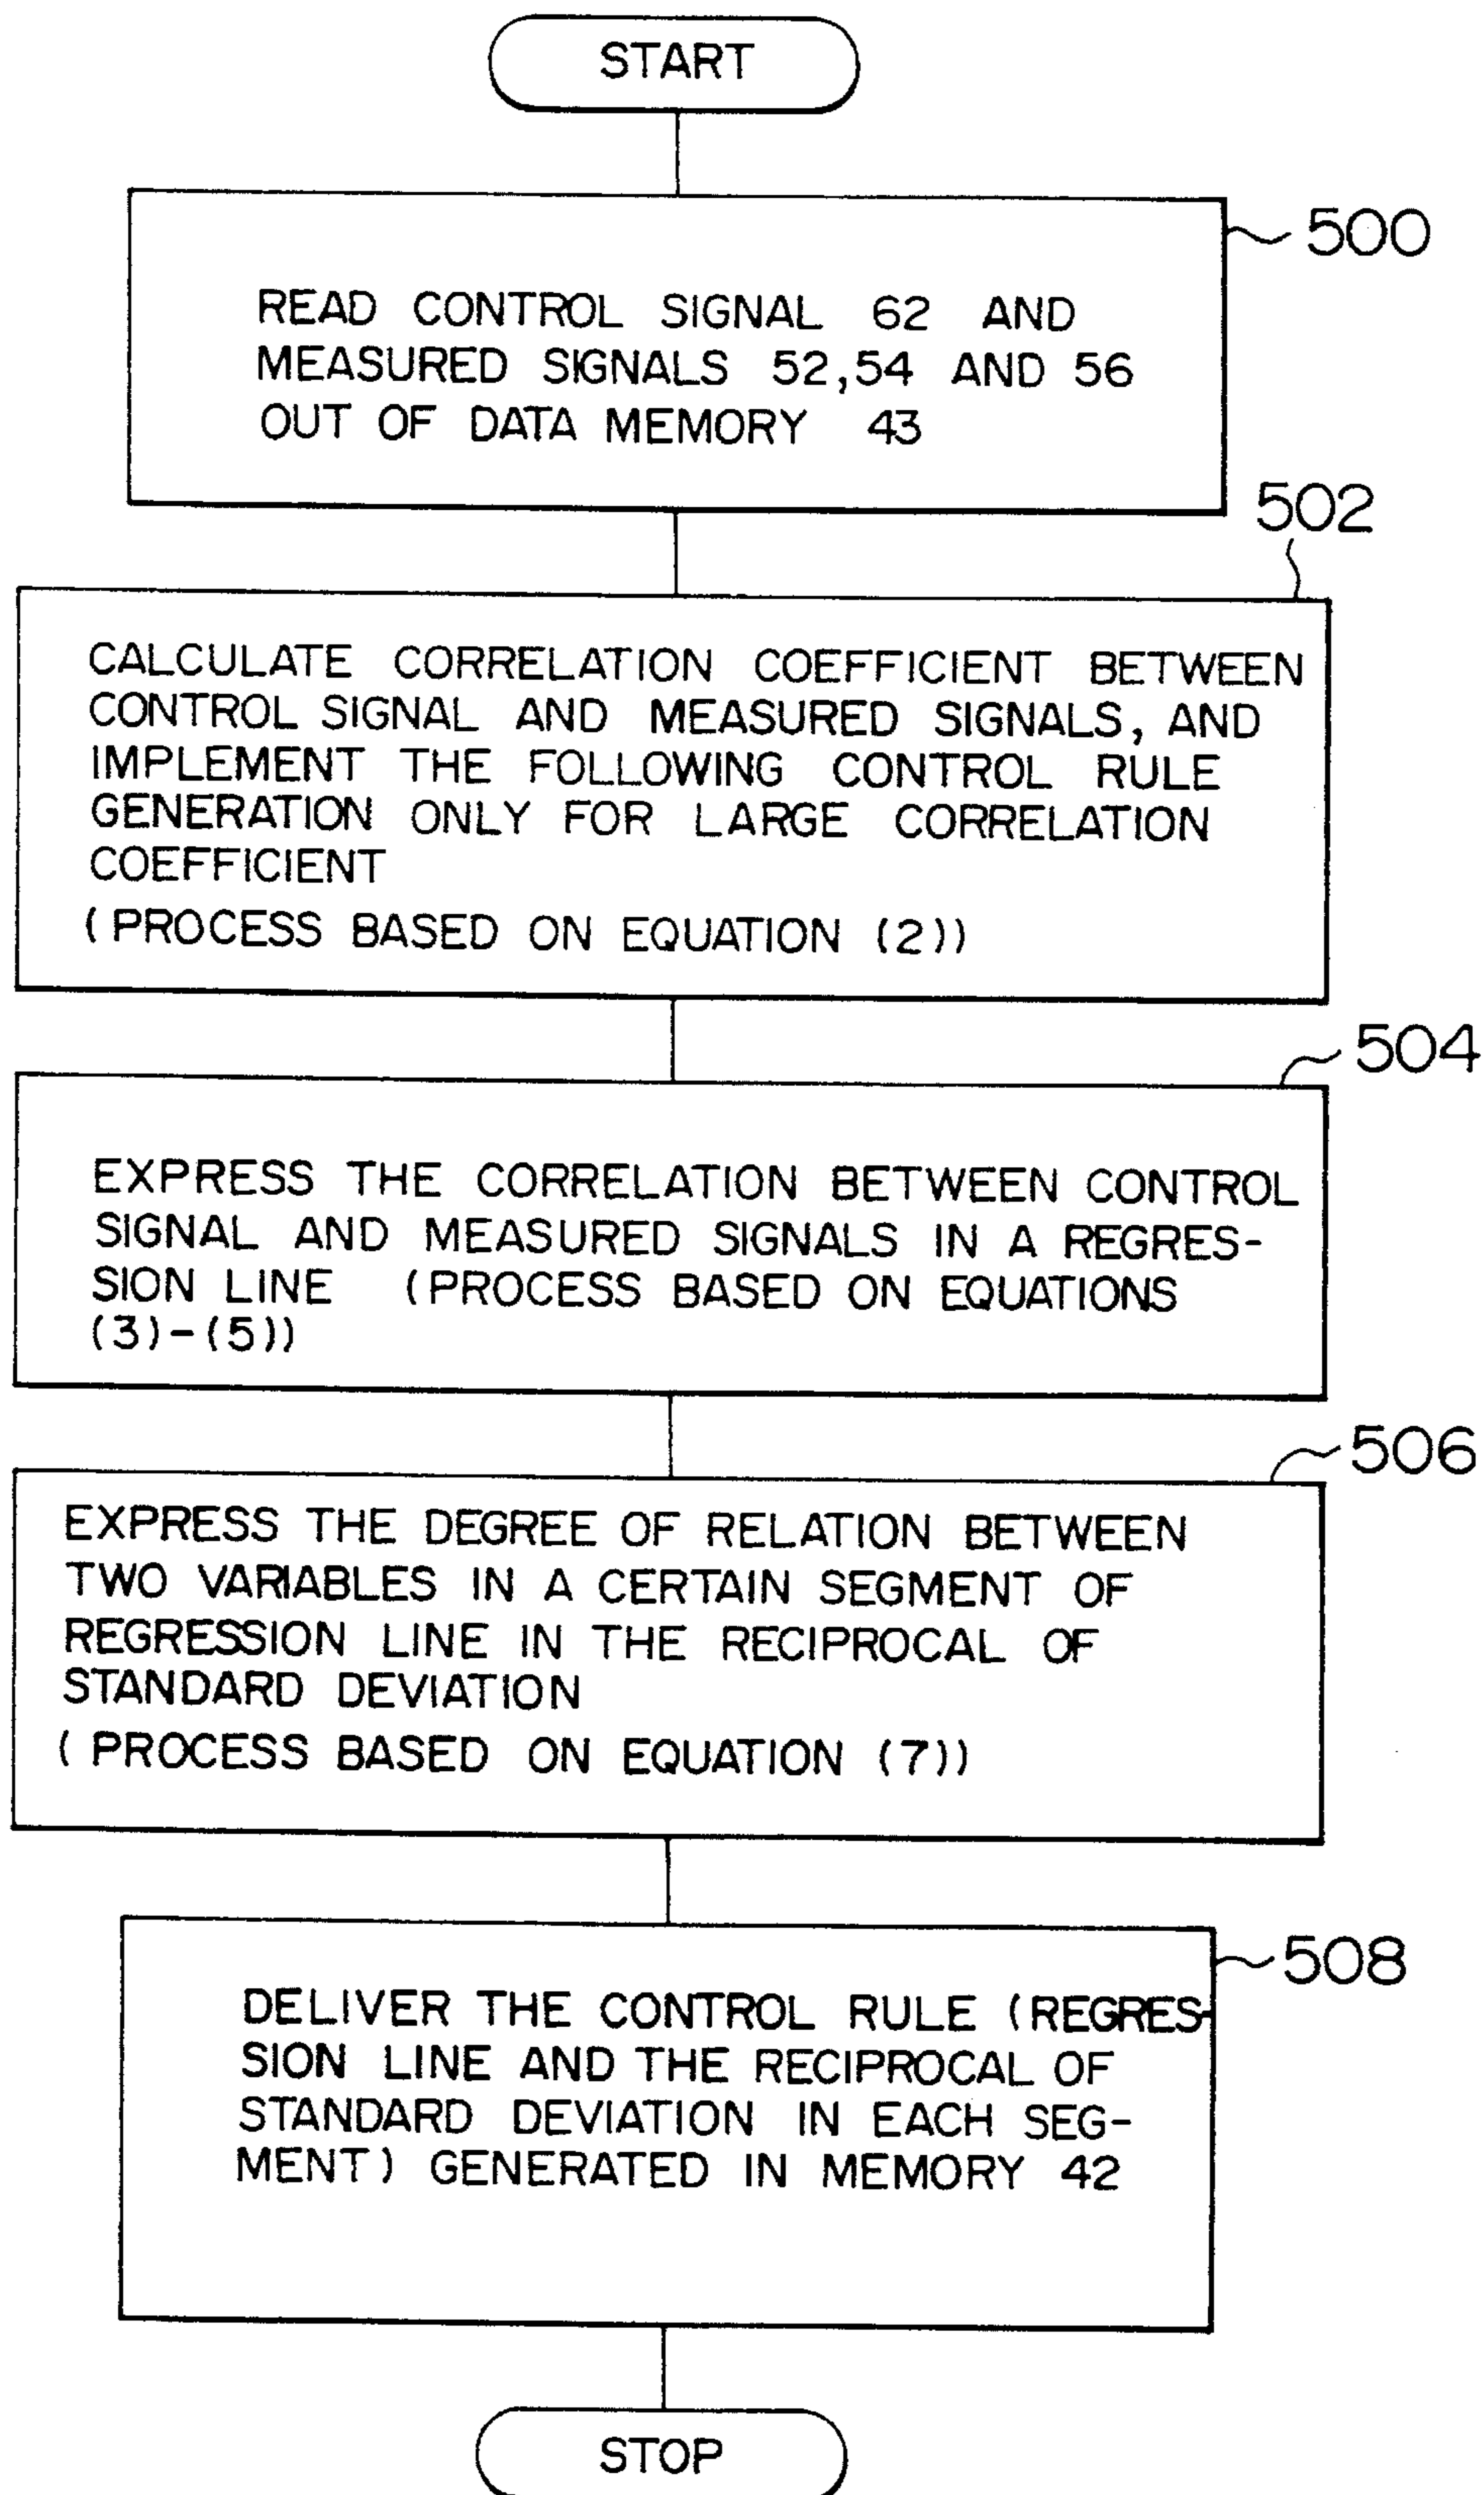 START
500
READ CONTROL SIGNAL 62 AND
MEASURED SIGNALS 52,54 AND 56
OUT OF DATA MEMORY 43
502
CALCULATE CORRELATION COEFFICIENT BETWEEN
CONTROL SIGNAL AND MEASURED SIGNALS, AND
IMPLEMENT THE FOLLOWING CONTROL RULE
GENERATION ONLY FOR LARGE CORRELATION
COEFFICIENT
(PROCESS BASED ON EQUATION (2))
504
EXPRESS THE CORRELATION BETWEEN CONTROL
SIGNAL AND MEASURED SIGNALS IN A REGRES-
SION LINE (PROCESS BASED ON EQUATIONS
(3)-(5))
506
EXPRESS THE DEGREE OF RELATION BETWEEN
TWO VARIABLES IN A CERTAIN SEGMENT OF
REGRESSION LINE IN THE RECIPROCAL OF
STANDARD DEVIATION
(PROCESS BASED ON EQUATION (7))
508
DELIVER THE CONTROL RULE (REGRES-
SION LINE AND THE RECIPROCAL OF
STANDARD DEVIATION IN EACH SEG-
MENT) GENERATED IN MEMORY 42
STOP